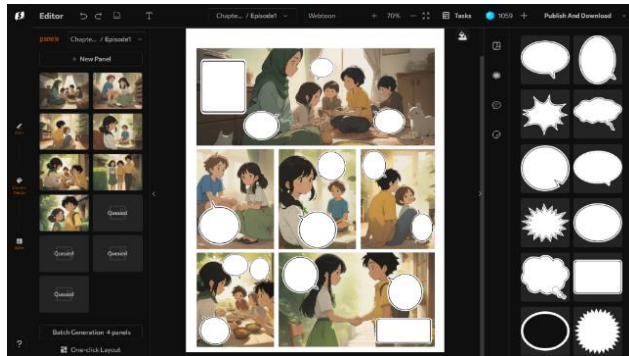 Editor
T
Chapter... / Episode1
Webtoon
+ 70% −
Tasks
1059 +
Publish And Download
panels
Chapte... / Episode1
+ New Panel
Queued
Queued
Queued
Queued
Batch Generation 4 panels
One-click Layout
?